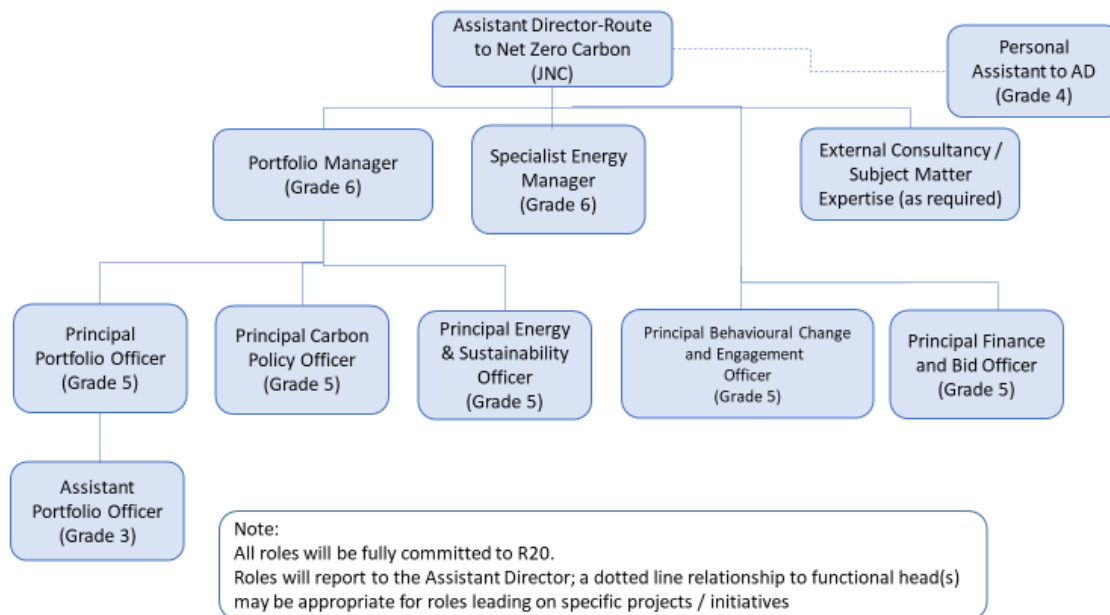 Assistant Director-Route
to Net Zero Carbon
(JNC)
Personal
Assistant to AD
(Grade 4)
Portfolio Manager
(Grade 6)
Specialist Energy
Manager
(Grade 6)
External Consultancy /
Subject Matter
Expertise (as required)
Principal
Portfolio Officer
(Grade 5)
Principal Carbon
Policy Officer
(Grade 5)
Principal Energy
& Sustainability
Officer
(Grade 5)
Principal Behavioural Change
and Engagement
Officer
(Grade 5)
Principal Finance
and Bid Officer
(Grade 5)
Assistant
Portfolio Officer
(Grade 3)
Note:
All roles will be fully committed to R20.
Roles will report to the Assistant Director; a dotted line relationship to functional head(s)
may be appropriate for roles leading on specific projects / initiatives